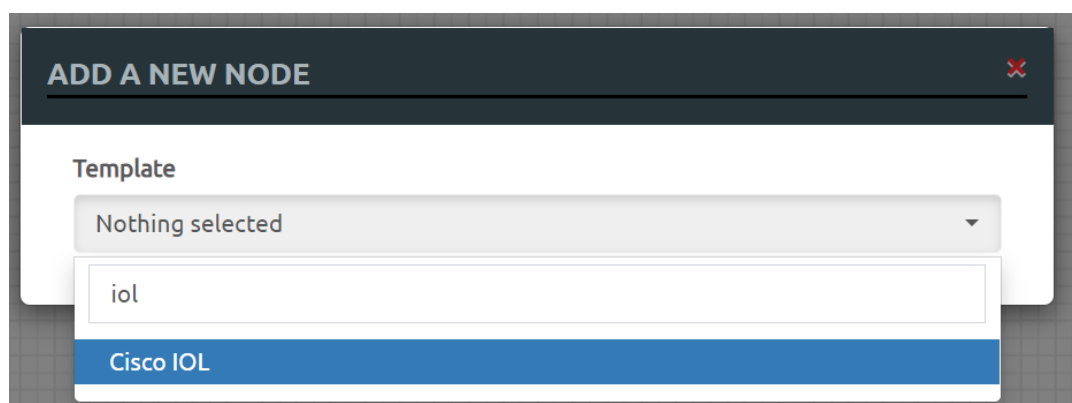 ADD A NEW NODE
Template
Nothing selected
iol
Cisco IOL